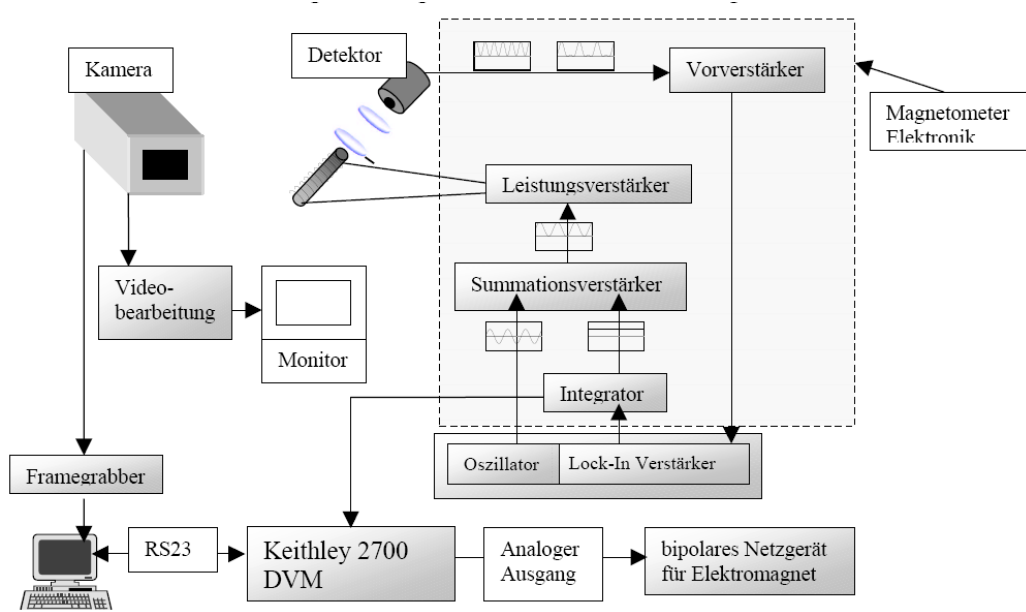 Kamera
Detektor
Vorverstärker
Magnetometer
Elektronik
Leistungsverstärker
Summationsverstärker
Video-
bearbeitung
Monitor
Integrator
Oszillator
Lock-In Verstärker
Framegrabber
RS23
Keithley 2700
DVM
Analoger
Ausgang
bipolares Netzgerät
für Elektromagnet